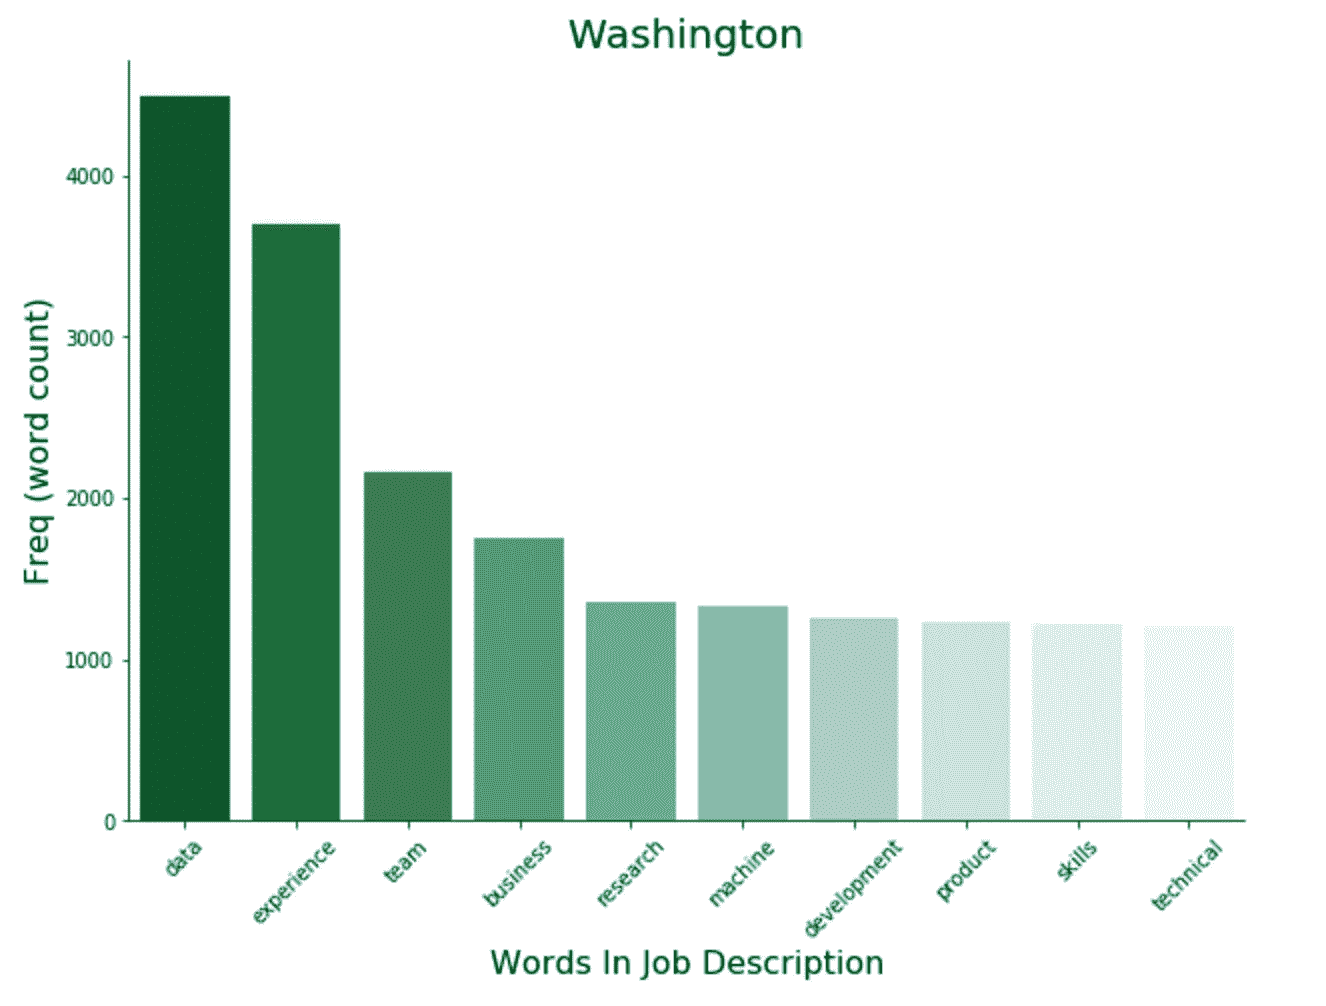 Washington
Freq (word count)
4000
3000
2000
1000
0
data
experience
team
business
research
machine
development
product
skills
technical
Words In Job Description